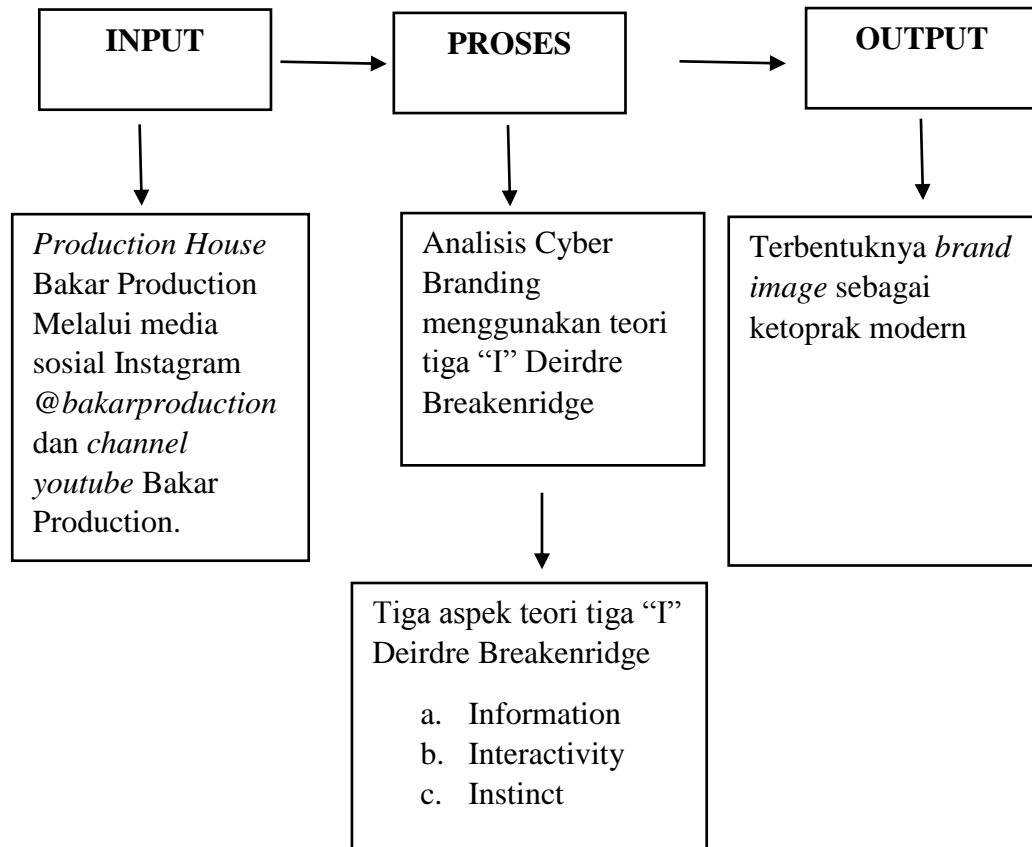 INPUT
PROSES
OUTPUT
Production House
Bakar Production
Melalui media
sosial Instagram
@bakarproduction
dan channel
youtube Bakar
Production.
Analisis Cyber
Branding
menggunakan teori
tiga “I” Deirdre
Breakenridge
Terbentuknya brand
image sebagai
ketoprak modern
Tiga aspek teori tiga “I”
Deirdre Breakenridge
a. Information
b. Interactivity
c. Instinct